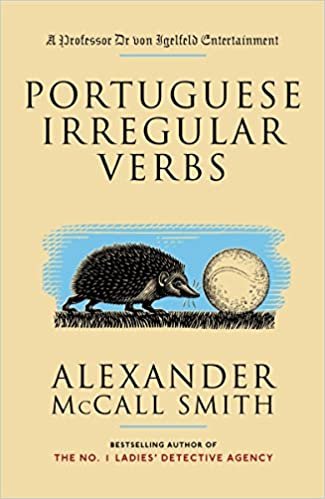 A Professor Dr von Igelfeld Entertainment
PORTUGUESE
IRREGULAR
VERBS
ALEXANDER
McCALL SMITH
BESTSELLING AUTHOR OF
THE NO. 1 LADIES' DETECTIVE AGENCY